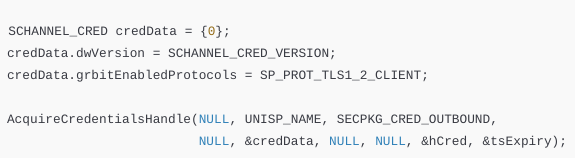 SCHANNEL_CRED credData = {0};
credData.dwVersion = SCHANNEL_CRED_VERSION;
credData.grbitEnabledProtocols = SP_PROT_TLS1_2_CLIENT;
AcquireCredentialsHandle(NULL, UNISP_NAME, SECPKG_CRED_OUTBOUND,
NULL, &credData, NULL, NULL, &hCred, &tsExpiry);